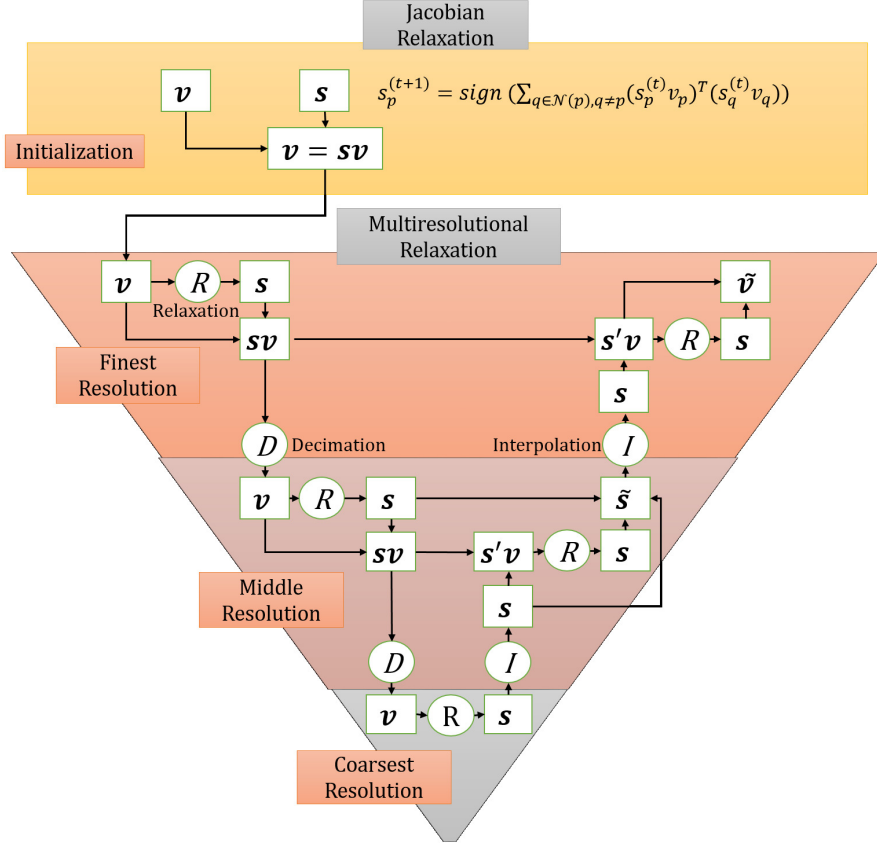 Jacobian
Relaxation
v
s
s_p^{(t+1)} = sign (∑_{q∈𝒩(p),q≠p}(s_p^{(t)}v_p)^T(s_q^{(t)}v_q))
Initialization
v = sv
Multiresolutional
Relaxation
v
R
s
ṽ
Relaxation
sv
s′v
R
s
Finest
Resolution
s
D
Decimation
Interpolation
I
v
R
s
s̃
sv
s′v
R
s
Middle
Resolution
s
D
I
v
R
s
Coarsest
Resolution